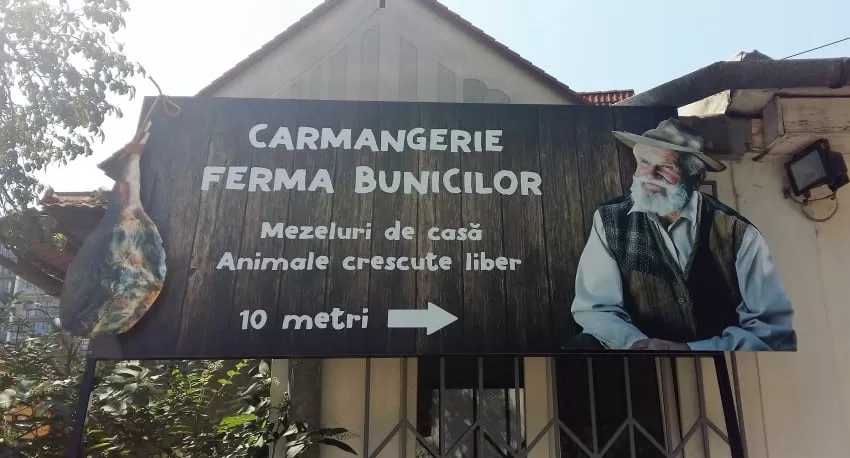 CARMANGERIE
FERMA BUNICILOR
Mezeluri de casă
Animale crescute liber
10 metri